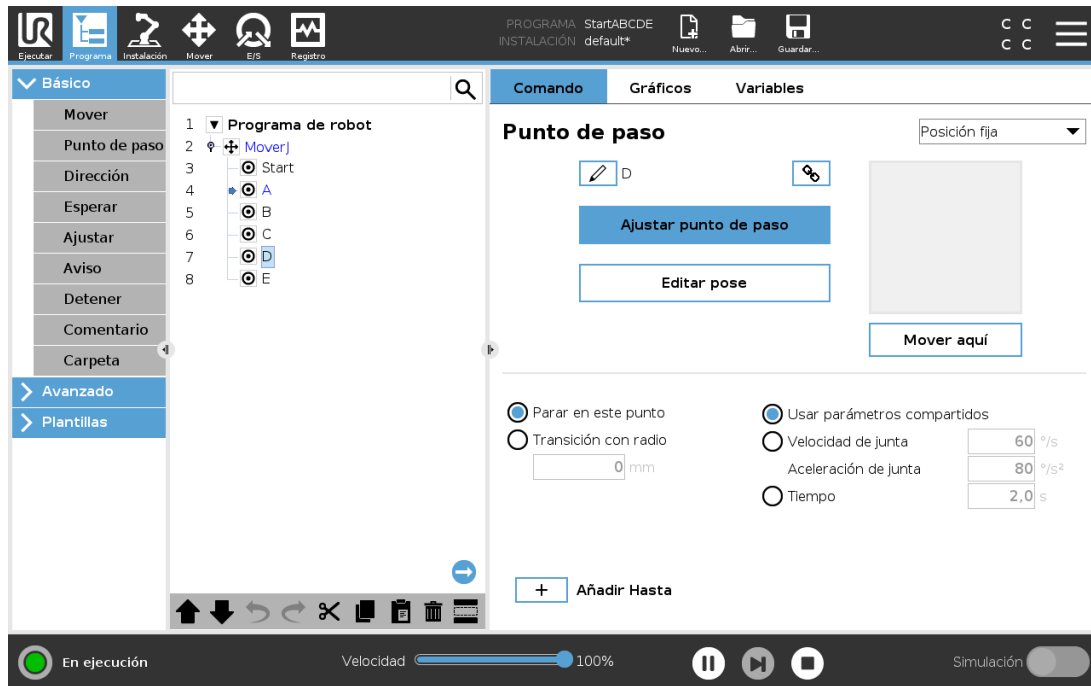 PROGRAMA StartABCDE
INSTALACIÓN default*
UR
Ejecutar Programa Instalación Mover E/S Registro
Nuevo... Abrir... Guardar...
C C
C C
Básico
Mover
Punto de paso
Dirección
Esperar
Ajustar
Aviso
Detener
Comentario
Carpeta
Avanzado
Plantillas
1 Programa de robot
2 MoverJ
3 Start
4 A
5 B
6 C
7 D
8 E
Comando Gráficos Variables
Punto de paso
Posición fija
D
Ajustar punto de paso
Editar pose
Mover aquí
Parar en este punto
Transición con radio
0 mm
Usar parámetros compartidos
Velocidad de junta 60 °/s
Aceleración de junta 80 °/s²
Tiempo 2,0 s
+ Añadir Hasta
En ejecución
Velocidad 100%
Simulación